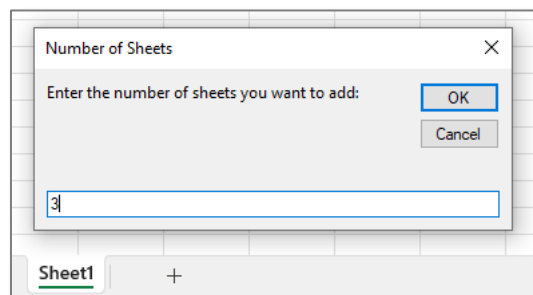 Number of Sheets
Enter the number of sheets you want to add:
OK
Cancel
3
Sheet1